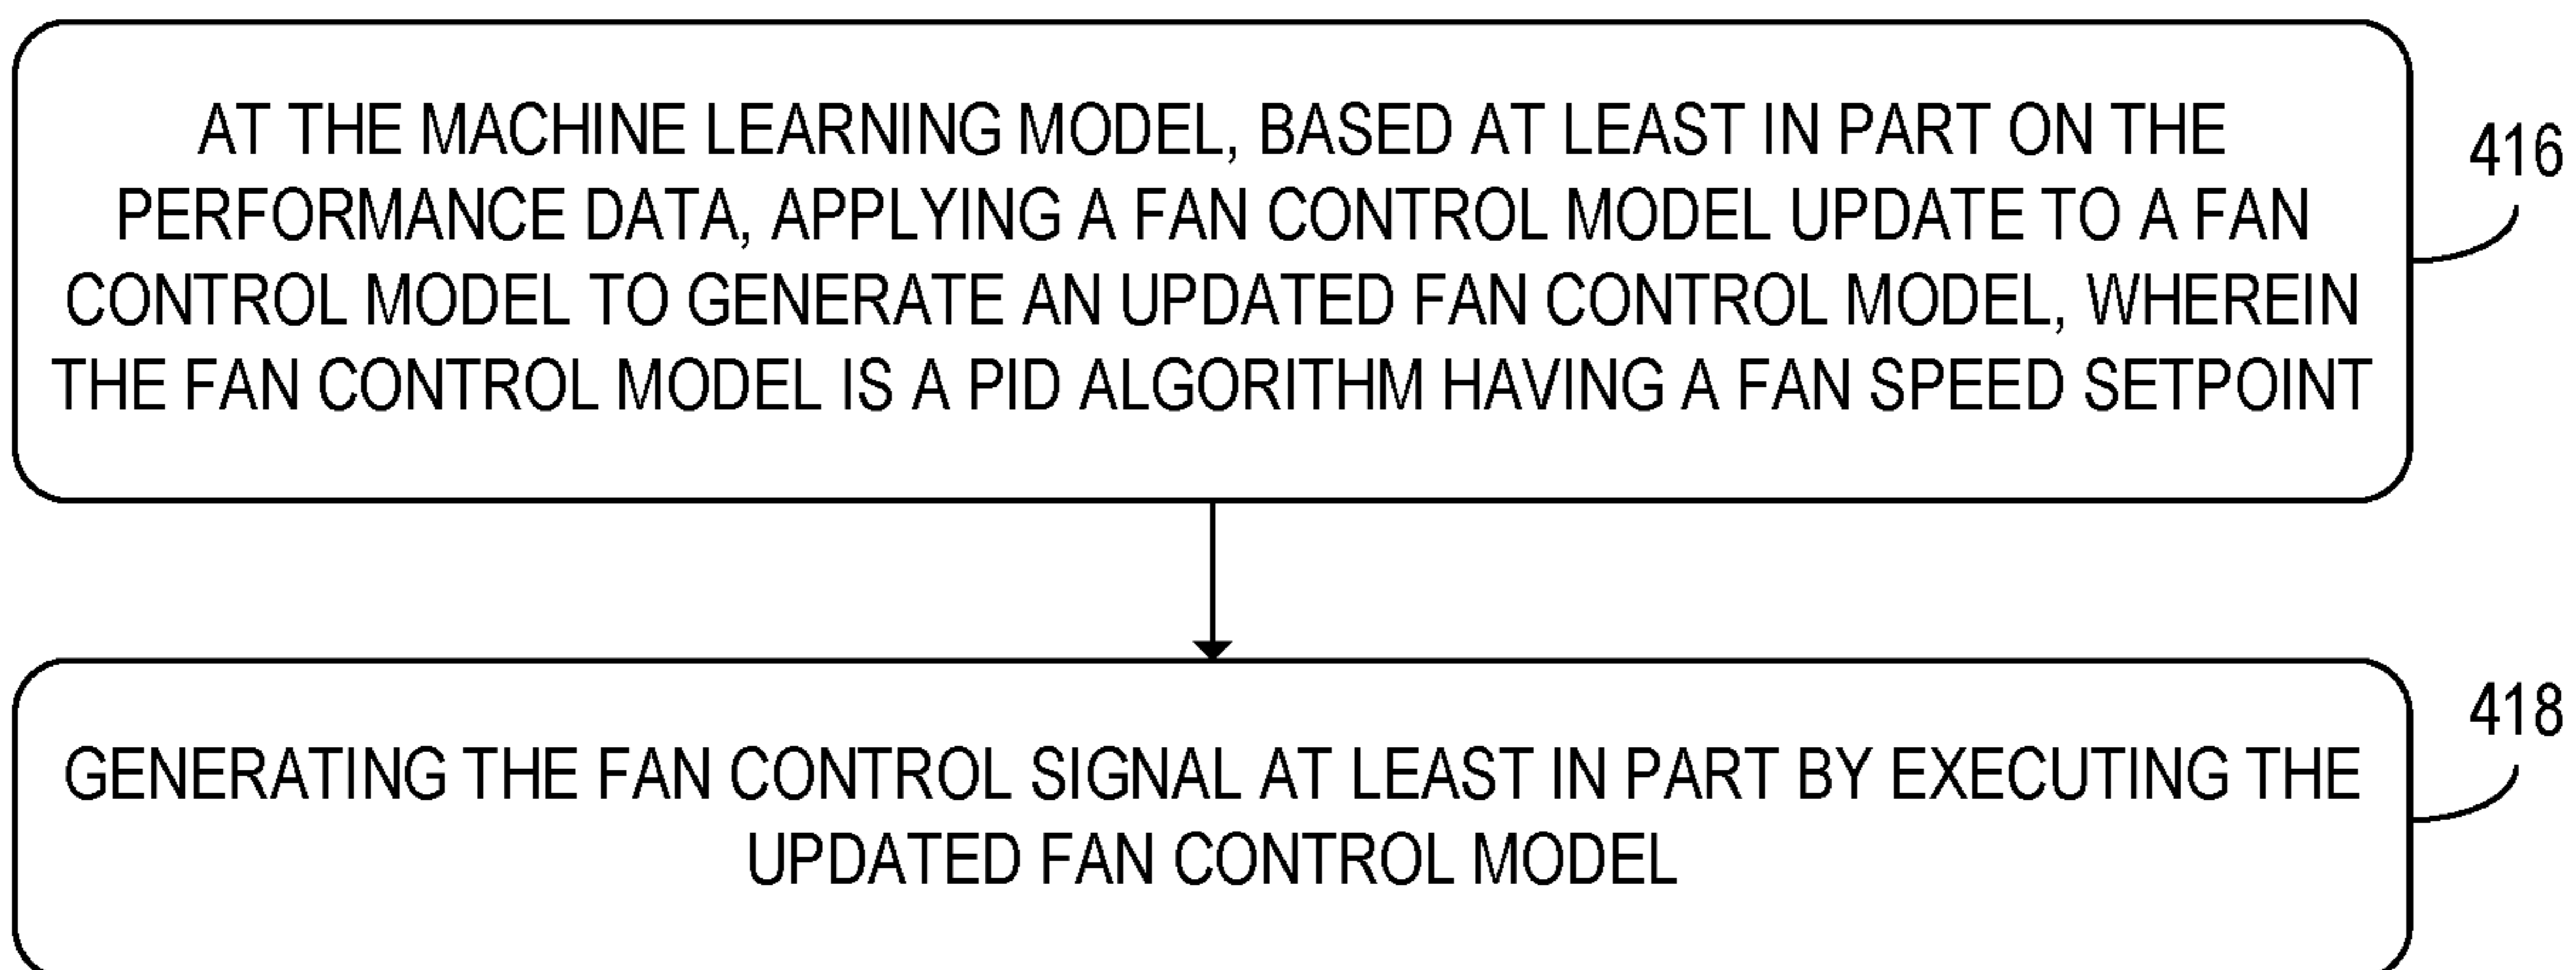 AT THE MACHINE LEARNING MODEL, BASED AT LEAST IN PART ON THE
PERFORMANCE DATA, APPLYING A FAN CONTROL MODEL UPDATE TO A FAN
CONTROL MODEL TO GENERATE AN UPDATED FAN CONTROL MODEL, WHEREIN
THE FAN CONTROL MODEL IS A PID ALGORITHM HAVING A FAN SPEED SETPOINT
416
GENERATING THE FAN CONTROL SIGNAL AT LEAST IN PART BY EXECUTING THE
UPDATED FAN CONTROL MODEL
418